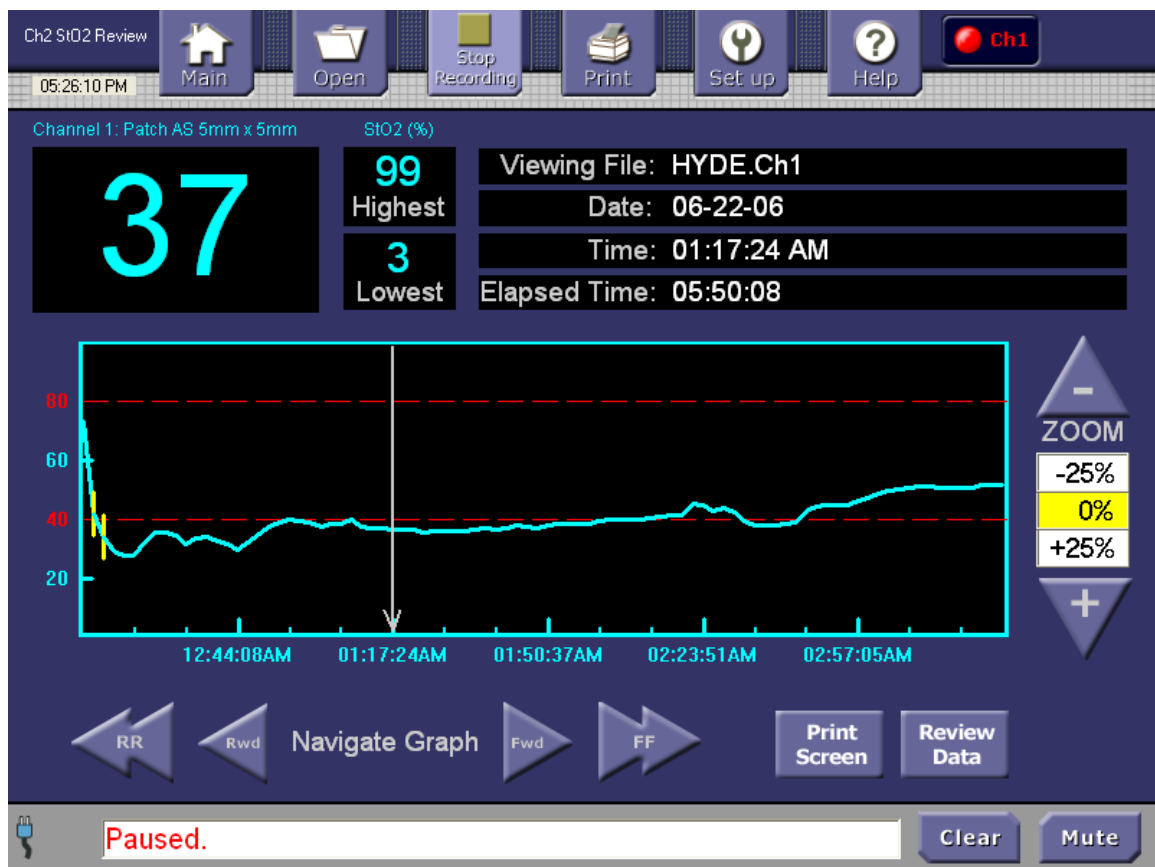 Ch2 StO2 Review
05:26:10 PM
Main
Open
Stop
Recording
Print
Set up
Help
Ch1
Channel 1: Patch AS 5mm x 5mm
StO2 (%)
37
99
Highest
3
Lowest
Viewing File: HYDE.Ch1
Date: 06-22-06
Time: 01:17:24 AM
Elapsed Time: 05:50:08
80
60
40
20
12:44:08AM 01:17:24AM 01:50:37AM 02:23:51AM 02:57:05AM
-
ZOOM
-25%
0%
+25%
+
RR
Rwd
Navigate Graph
Fwd
FF
Print
Screen
Review
Data
Paused.
Clear
Mute